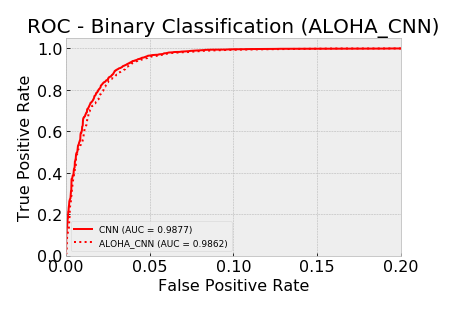 ROC - Binary Classification (ALOHA_CNN)
1.0
0.8
0.6
0.4
0.2
0.0
True Positive Rate
CNN (AUC = 0.9877)
ALOHA_CNN (AUC = 0.9862)
0.00 0.05 0.10 0.15 0.20
False Positive Rate